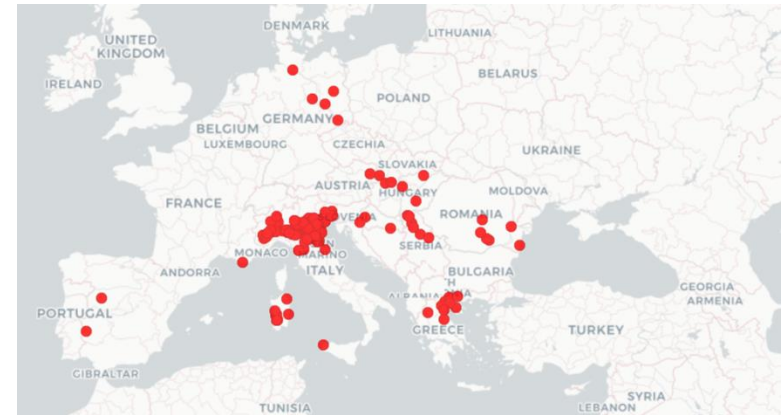 DENMARK
LITHUANIA
UNITED
KINGDOM
IRELAND
BELARUS
POLAND
GERMANY
BELGIUM
LUXEMBOURG
CZECHIA
UKRAINE
SLOVAKIA
AUSTRIA
HUNGARY
MOLDOVA
FRANCE
ROMANIA
SERBIA
MONACO
MARINO
ITALY
ANDORRA
BULGARIA
GEORGIA
ARMENIA
ALBANIA
PORTUGAL
GREECE
TURKEY
GIBRALTAR
SYRIA
LEBANON
TUNISIA